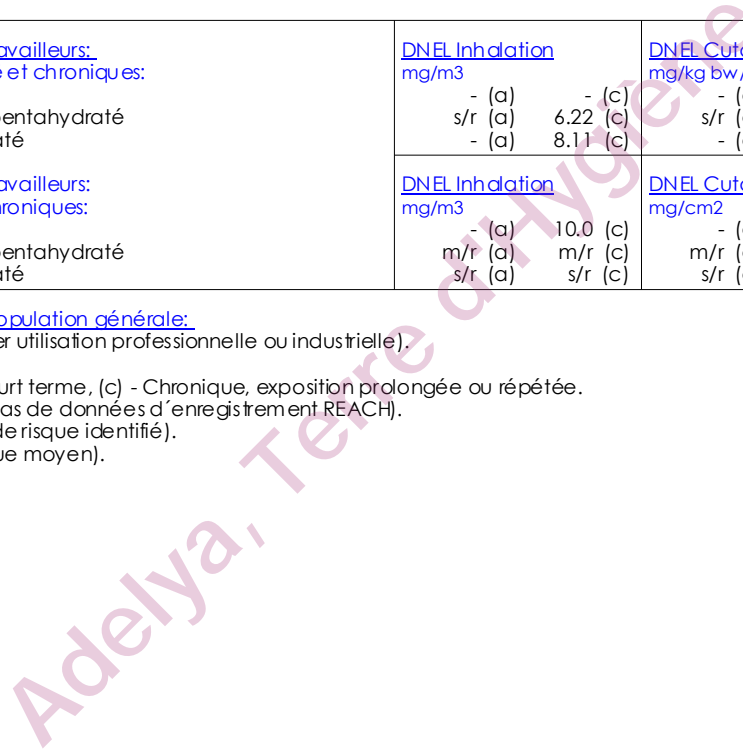 availleurs: DNEL Inhalation DNEL Cuta
e et chroniques: mg/m3 mg/kg bw/
- (a) - (c) - (
entahydraté s/r (a) 6.22 (c) s/r (
até - (a) 8.11 (c) - (
availleurs: DNEL Inhalation DNEL Cuta
hroniques: mg/m3 mg/cm2
- (a) 10.0 (c) - (
entahydraté m/r (a) m/r (c) m/r (
até s/r (a) s/r (c) s/r (
opulation générale:
er utilisation professionnelle ou industrielle).
urt terme, (c) - Chronique, exposition prolongée ou répétée.
as de données d´enregistrement REACH).
de risque identifié).
ue moyen).
Adelya, Terre d'Hygiène